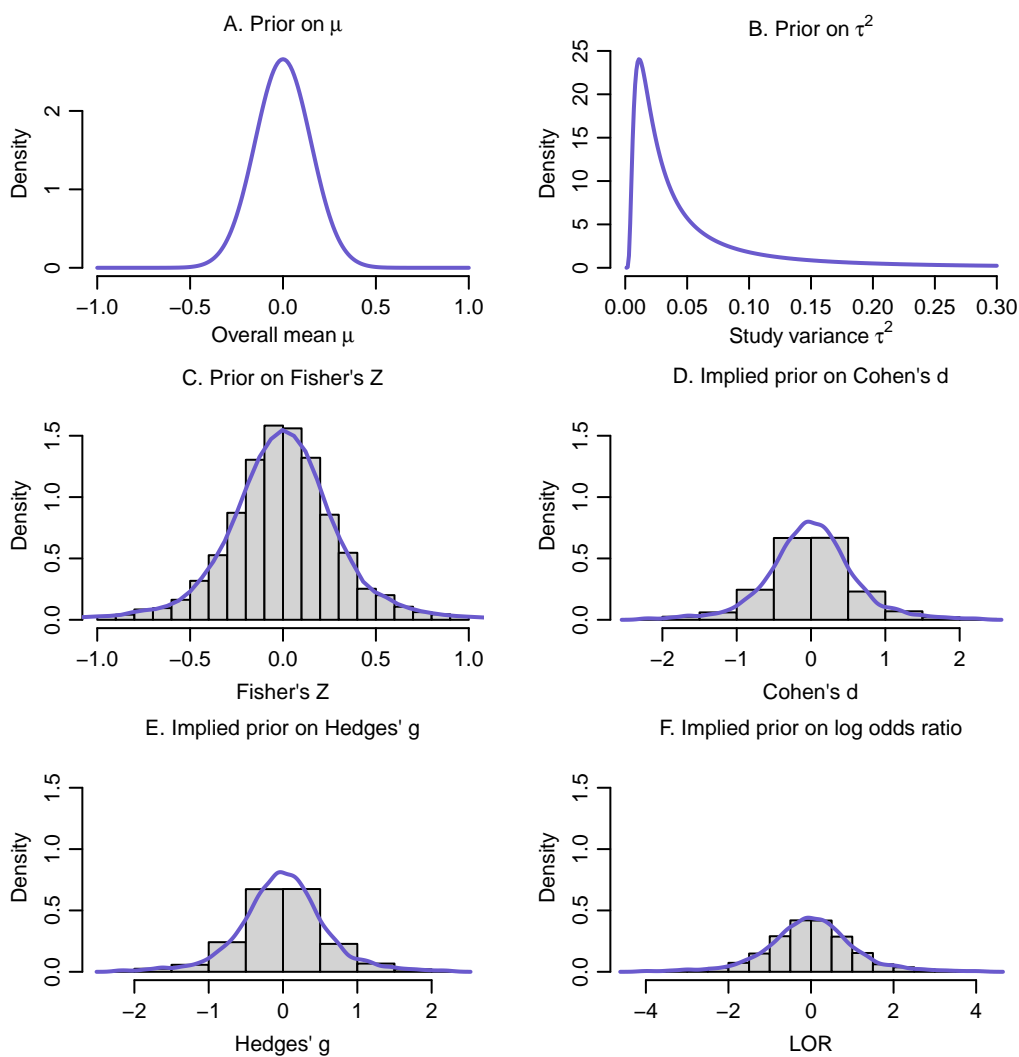 A. Prior on μ
Density
0 1 2
−1.0 −0.5 0.0 0.5 1.0
Overall mean μ
B. Prior on τ²
Density
0 5 10 15 20 25
0.00 0.05 0.10 0.15 0.20 0.25 0.30
Study variance τ²
C. Prior on Fisher's Z
Density
0.0 0.5 1.0 1.5
−1.0 −0.5 0.0 0.5 1.0
Fisher's Z
D. Implied prior on Cohen's d
Density
0.0 0.5 1.0 1.5
−2 −1 0 1 2
Cohen's d
E. Implied prior on Hedges' g
Density
0.0 0.5 1.0 1.5
−2 −1 0 1 2
Hedges' g
F. Implied prior on log odds ratio
Density
0.0 0.5 1.0 1.5
−4 −2 0 2 4
LOR